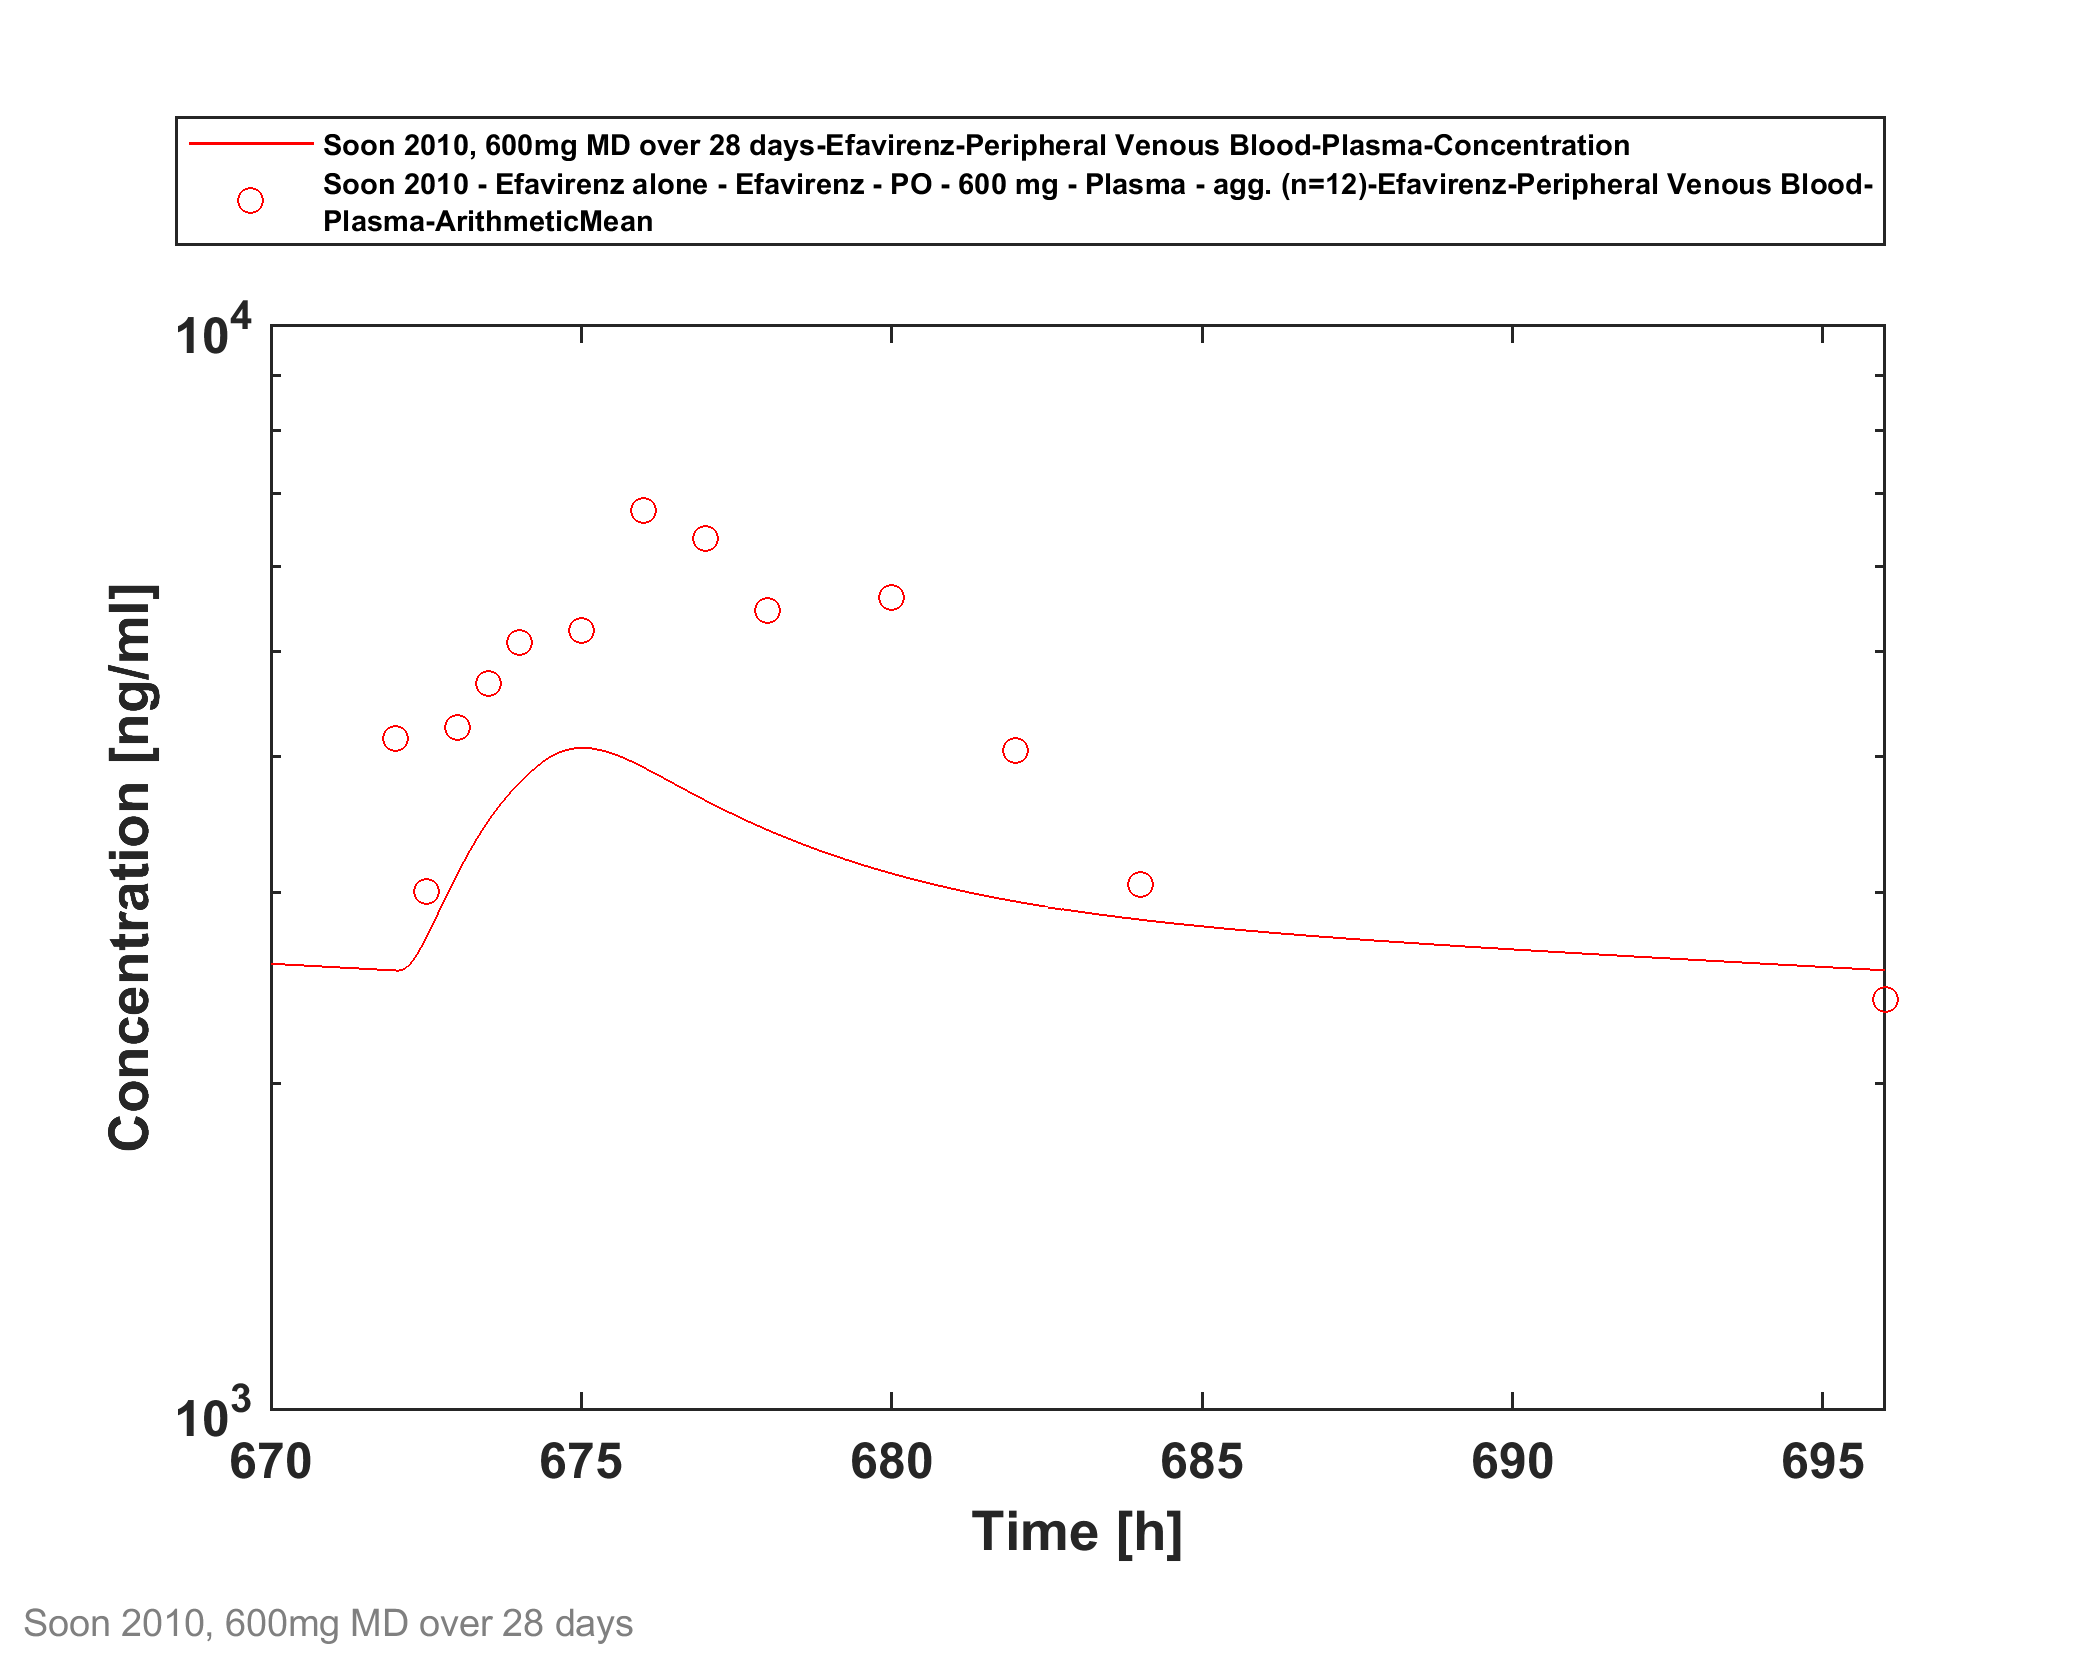 Soon 2010, 600mg MD over 28 days-Efavirenz-Peripheral Venous Blood-Plasma-Concentration
Soon 2010 - Efavirenz alone - Efavirenz - PO - 600 mg - Plasma - agg. (n=12)-Efavirenz-Peripheral Venous Blood-
Plasma-ArithmeticMean
10^4
Concentration [ng/ml]
10^3
670 675 680 685 690 695
Time [h]
Soon 2010, 600mg MD over 28 days